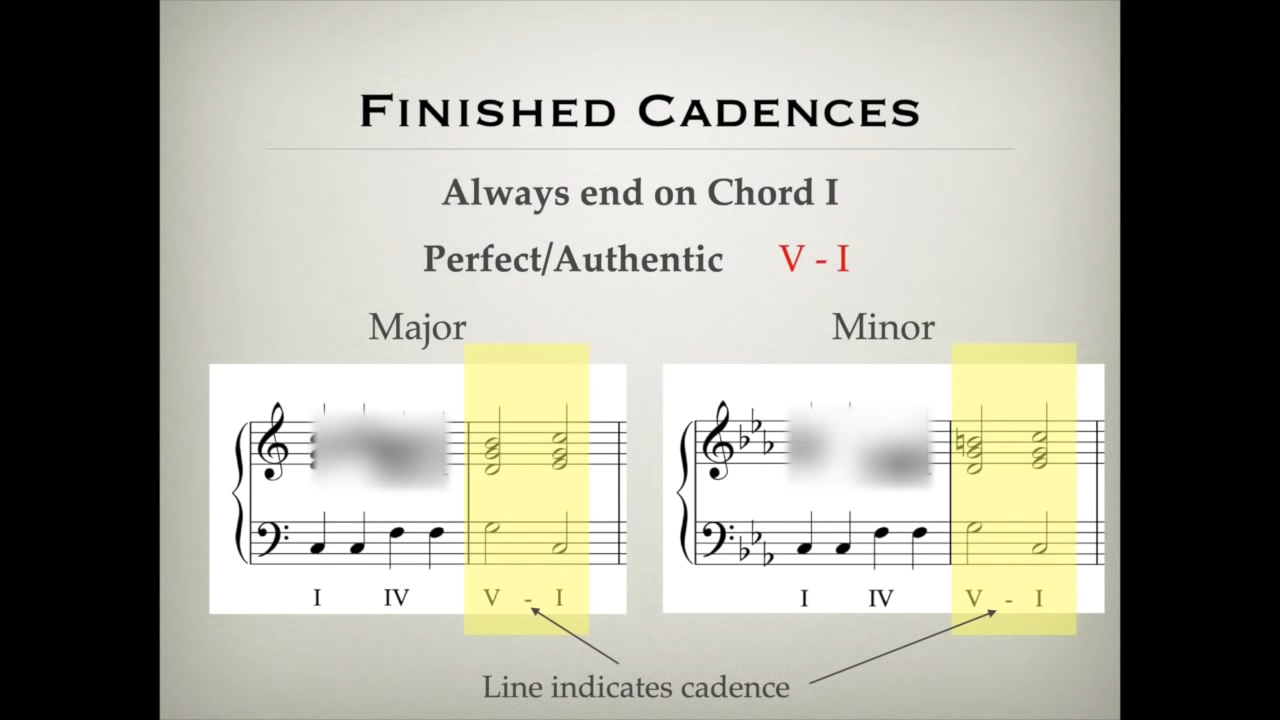 FINISHED CADENCES
Always end on Chord I
Perfect/Authentic V - I
Major Minor
I IV V - I I IV V - I
Line indicates cadence